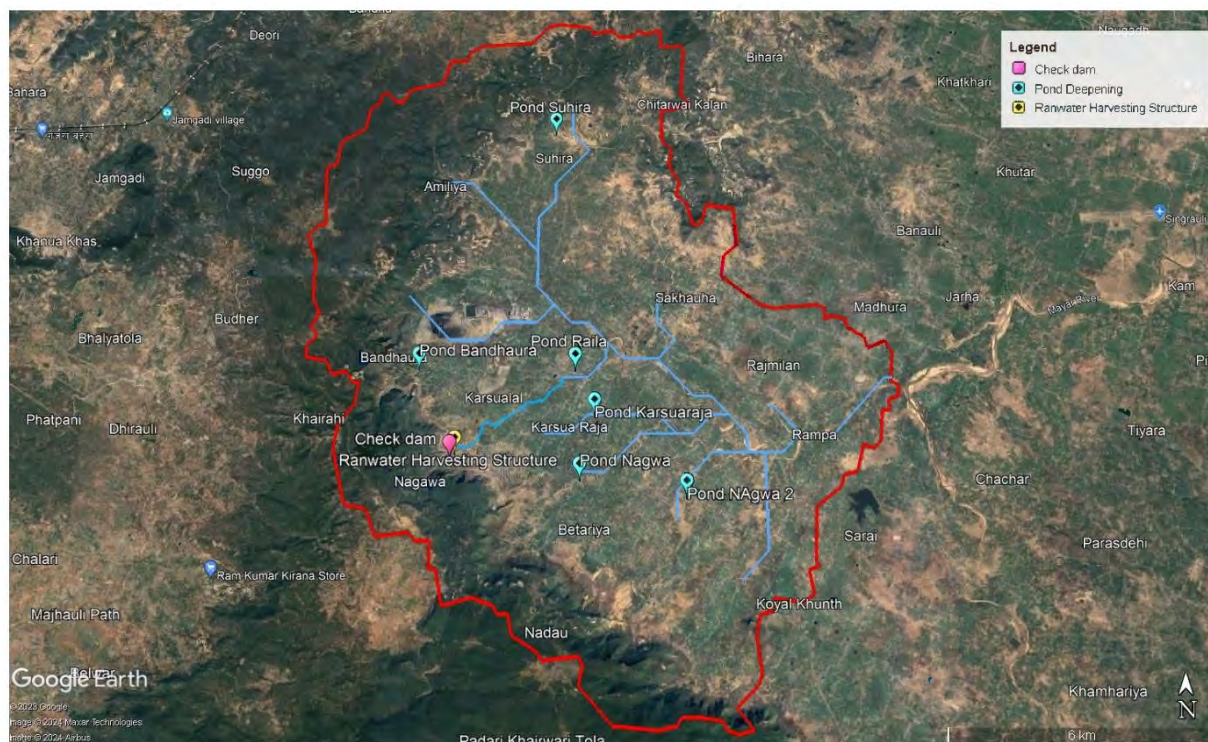 Deori
Bihara
Khatkhari
Legend
Check dam
Pond Deepening
Ranwater Harvesting Structure
Jamgadi village
Chitarwai Kalan
Pond Suhira
Suhira
Jamgadi
Suggo
Amiliya
Khutar
Singrauli
Banauli
Khanua Khas
Sakhauha
Madhura
Jarha
Kam
Mayar River
Budher
Bhalyatola
Bandhaura
Pond Bandhaura
Pond Raila
Rajmilan
Karsualal
Pond Karsuaraja
Khairahi
Phatpani
Dhirauli
Karsua Raja
Rampa
Tiyara
Check dam
Ranwater Harvesting Structure
Pond Nagwa
Nagawa
Pond NAgwa 2
Chachar
Betariya
Sarai
Parasdehi
Chalari
Ram Kumar Kirana Store
Majhauli Path
Koyal Khunth
Nadau
Google Earth
Khamhariya
N
© 2023 Google
Image © 2024 Maxar Technologies
Image © 2024 Airbus
Padari Khairwari Tola
6 km